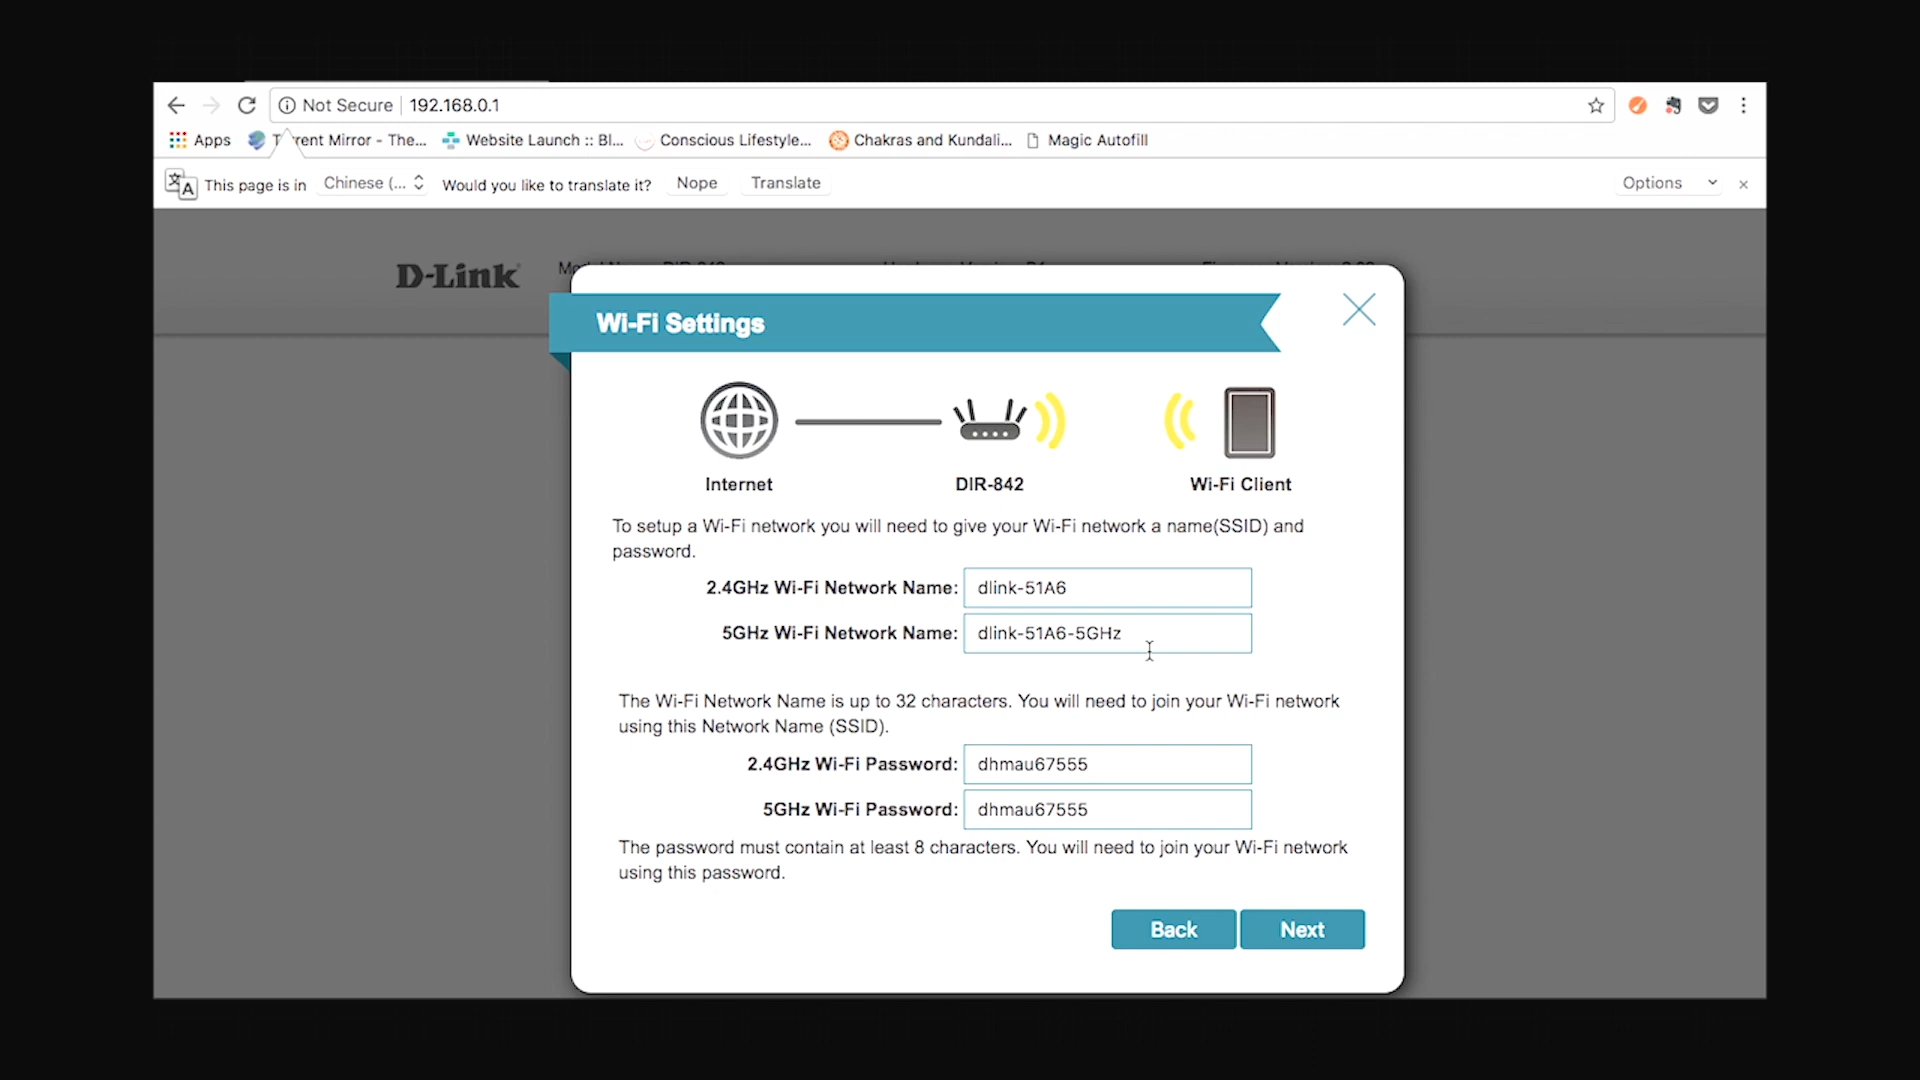 Not Secure 192.168.0.1
Apps rent Mirror - The... Website Launch :: Bl... Conscious Lifestyle... Chakras and Kundali... Magic Autofill
This page is in Chinese (... Would you like to translate it? Nope Translate Options
D-Link
Wi-Fi Settings
Internet DIR-842 Wi-Fi Client
To setup a Wi-Fi network you will need to give your Wi-Fi network a name(SSID) and
password.
2.4GHz Wi-Fi Network Name: dlink-51A6
5GHz Wi-Fi Network Name: dlink-51A6-5GHz
The Wi-Fi Network Name is up to 32 characters. You will need to join your Wi-Fi network
using this Network Name (SSID).
2.4GHz Wi-Fi Password: dhmau67555
5GHz Wi-Fi Password: dhmau67555
The password must contain at least 8 characters. You will need to join your Wi-Fi network
using this password.
Back Next